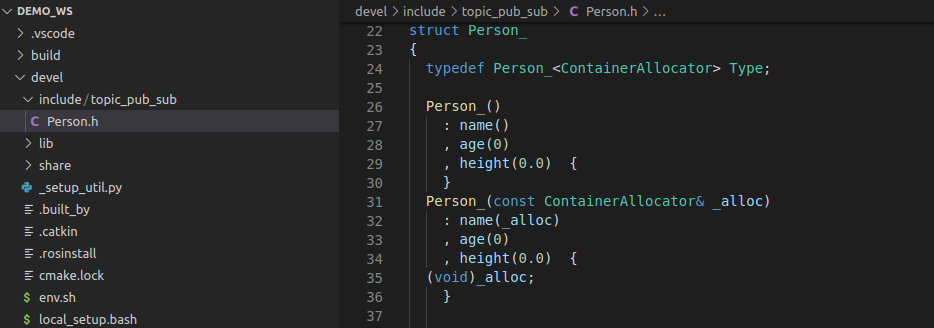 DEMO_WS
.vscode
build
devel
include/topic_pub_sub
C Person.h
lib
share
_setup_util.py
.built_by
.catkin
.rosinstall
cmake.lock
$ env.sh
$ local_setup.bash
devel > include > topic_pub_sub > C Person.h > ...
22 struct Person_
23 {
24 typedef Person_<ContainerAllocator> Type;
25
26 Person_()
27 : name()
28 , age(0)
29 , height(0.0) {
30 }
31 Person_(const ContainerAllocator& _alloc)
32 : name(_alloc)
33 , age(0)
34 , height(0.0) {
35 (void)_alloc;
36 }
37